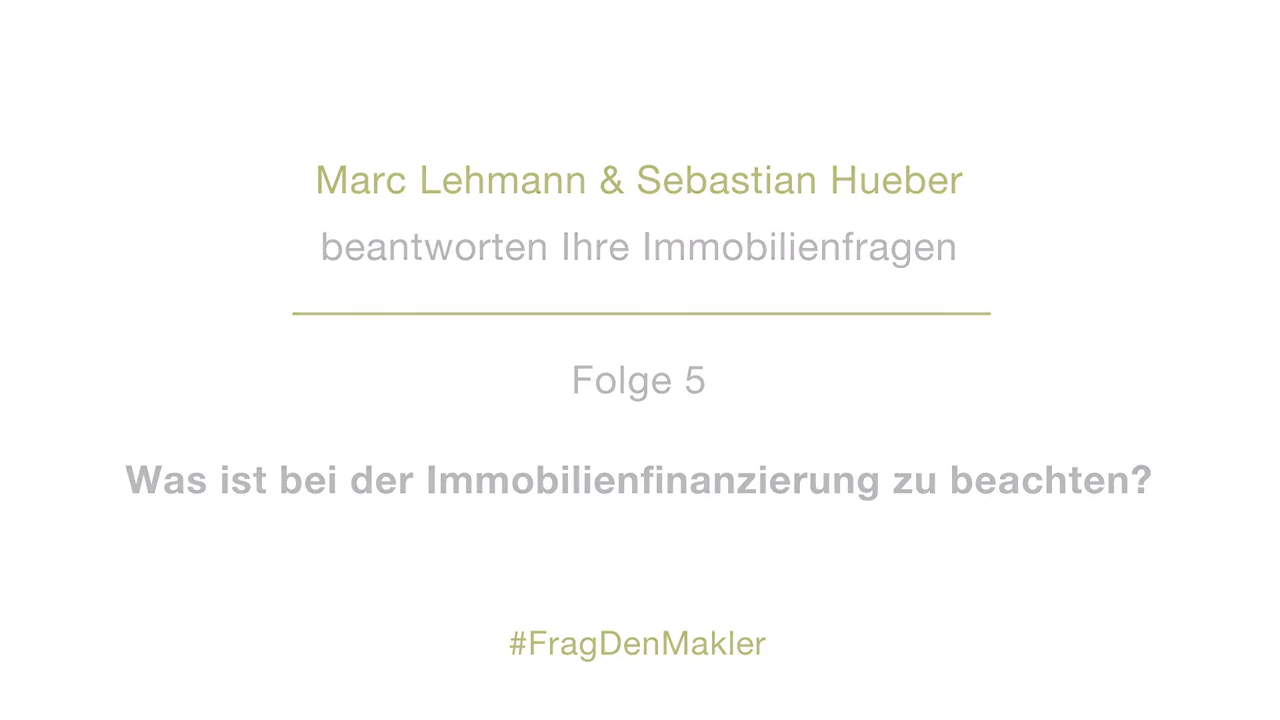 Marc Lehmann & Sebastian Hueber
beantworten Ihre Immobilienfragen
Folge 5
Was ist bei der Immobilienfinanzierung zu beachten?
#FragDenMakler